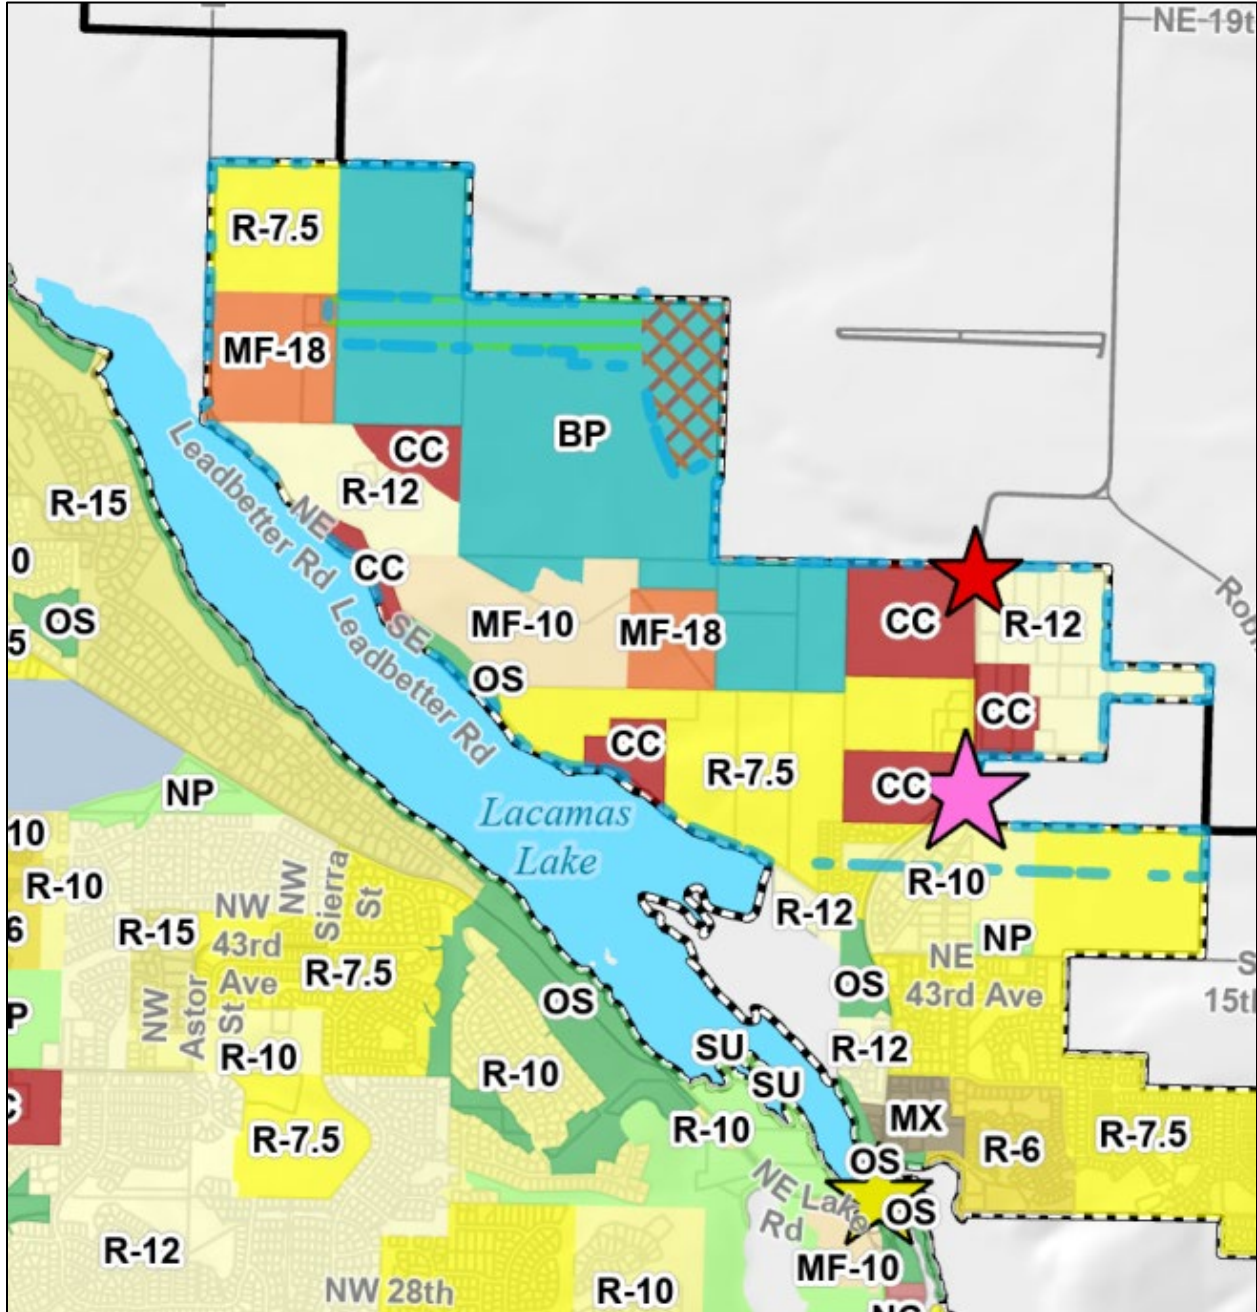 NE 19t
R-7.5
MF-18
BP
CC
R-12
NE
Leadbetter Rd
R-15
CC
0
OS
5
SE
Leadbetter Rd
MF-10
MF-18
CC
R-12
OS
CC
CC
R-7.5
CC
NP
Lacamas
Lake
10
R-10
6
R-15
NW
43rd
Ave
NW
Sierra
St
R-7.5
NW
Astor
St
R-10
R-10
R-12
NP
OS
NE
43rd Ave
S
15t
P
OS
R-12
SU
SU
R-10
R-10
MX
R-6
R-7.5
R-7.5
OS
OS
NE Lake
Rd
MF-10
R-12
NW 28th
R-10